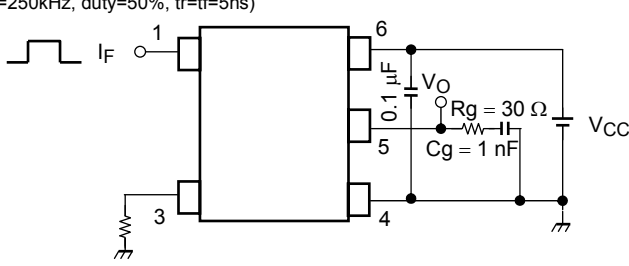 =250kHz, duty=50%, tr=tf=5ns)
1
6
IF
0.1 μF
VO
Rg = 30 Ω
VCC
5
Cg = 1 nF
3
4